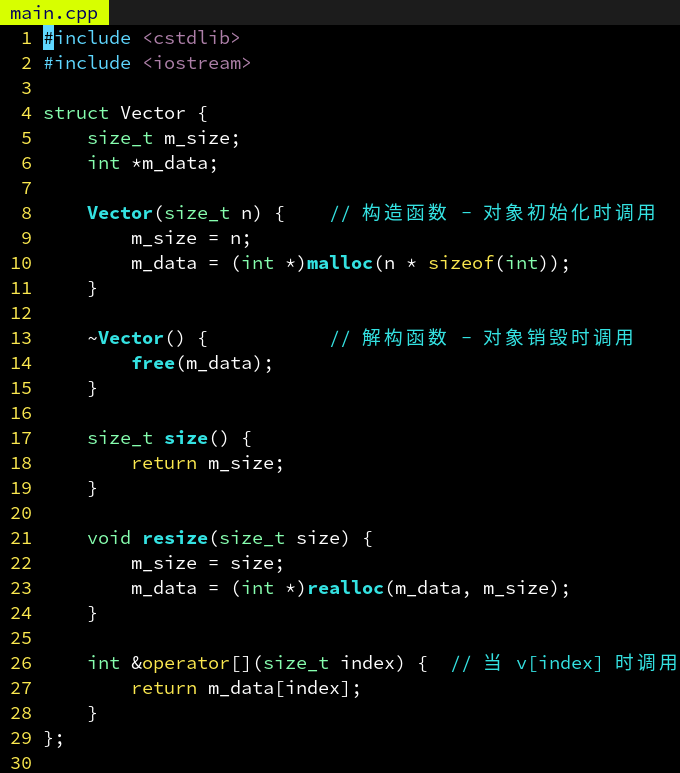 main.cpp
1 #include <cstdlib>
2 #include <iostream>
3
4 struct Vector {
5     size_t m_size;
6     int *m_data;
7
8     Vector(size_t n) {    // 构造函数 - 对象初始化时调用
9         m_size = n;
10         m_data = (int *)malloc(n * sizeof(int));
11     }
12
13     ~Vector() {           // 解构函数 - 对象销毁时调用
14         free(m_data);
15     }
16
17     size_t size() {
18         return m_size;
19     }
20
21     void resize(size_t size) {
22         m_size = size;
23         m_data = (int *)realloc(m_data, m_size);
24     }
25
26     int &operator[](size_t index) {  // 当 v[index] 时调用
27         return m_data[index];
28     }
29 };
30